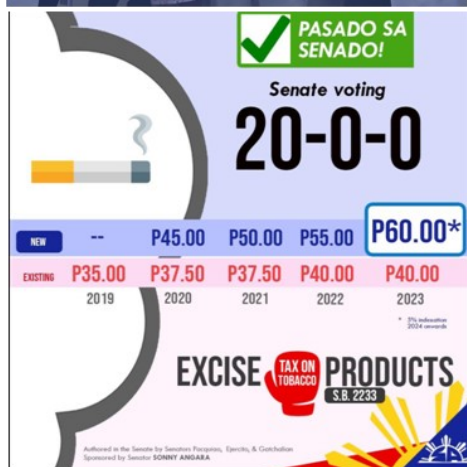 PASADO SA
SENADO!
Senate voting
20-0-0
NEW -- P45.00 P50.00 P55.00 P60.00*
EXISTING P35.00 P37.50 P37.50 P40.00 P40.00
2019 2020 2021 2022 2023
* 5% indexation
2024 onwards
EXCISE TAX ON TOBACCO PRODUCTS
S.B. 2233
Authored in the Senate by Senators Pacquiao, Ejercito, & Gatchalian
Sponsored by Senator SONNY ANGARA